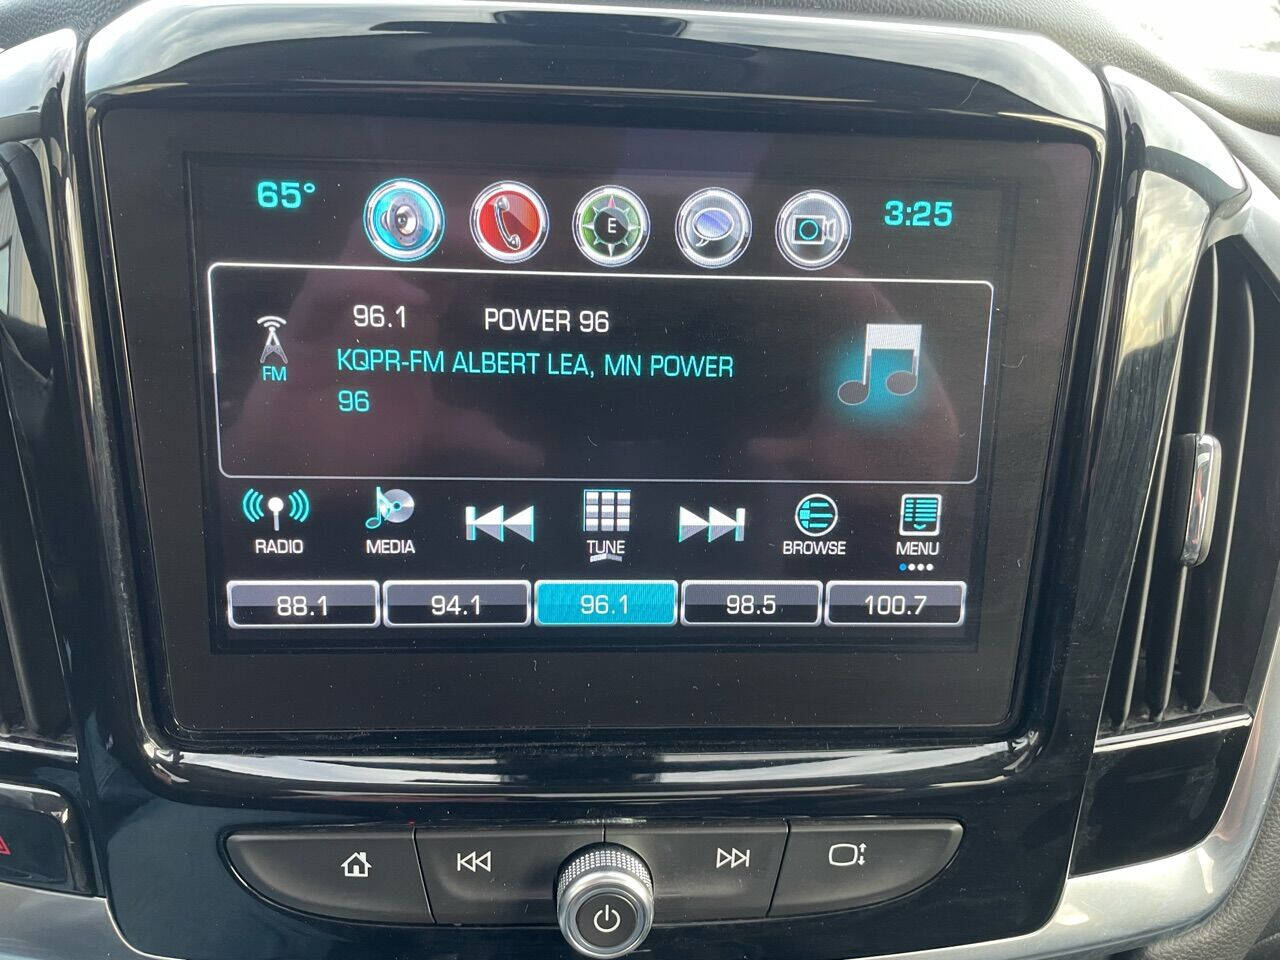 65°
E
3:25
96.1 POWER 96
KQPR-FM ALBERT LEA, MN POWER
96
FM
RADIO MEDIA TUNE BROWSE MENU
88.1 94.1 96.1 98.5 100.7